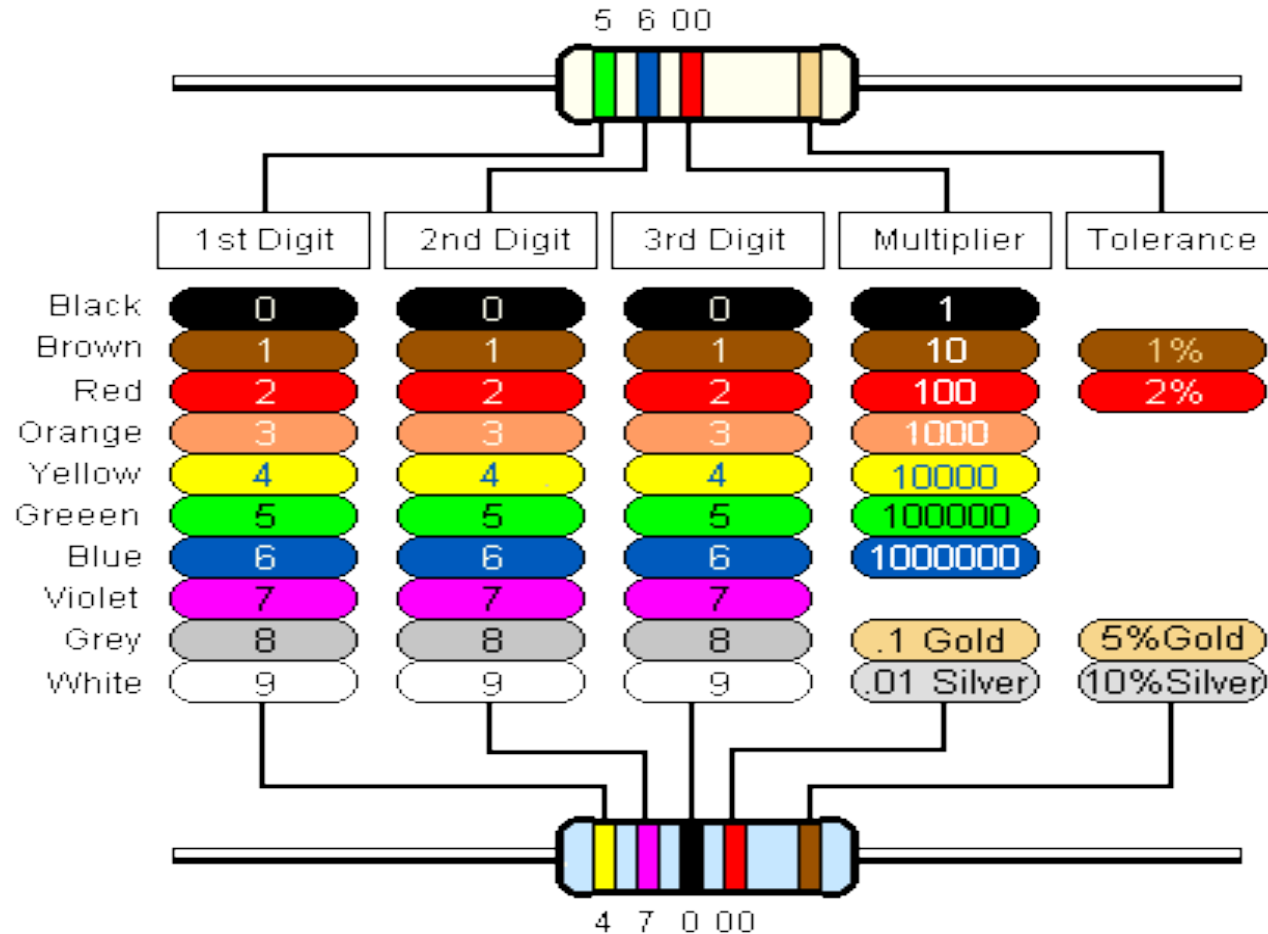 5 6 00
1st Digit 2nd Digit 3rd Digit Multiplier Tolerance
Black 0 0 0 1
Brown 1 1 1 10 1%
Red 2 2 2 100 2%
Orange 3 3 3 1000
Yellow 4 4 4 10000
Greeen 5 5 5 100000
Blue 6 6 6 1000000
Violet 7 7 7
Grey 8 8 8 .1 Gold 5%Gold
White 9 9 9 .01 Silver 10%Silver
4 7 0 00